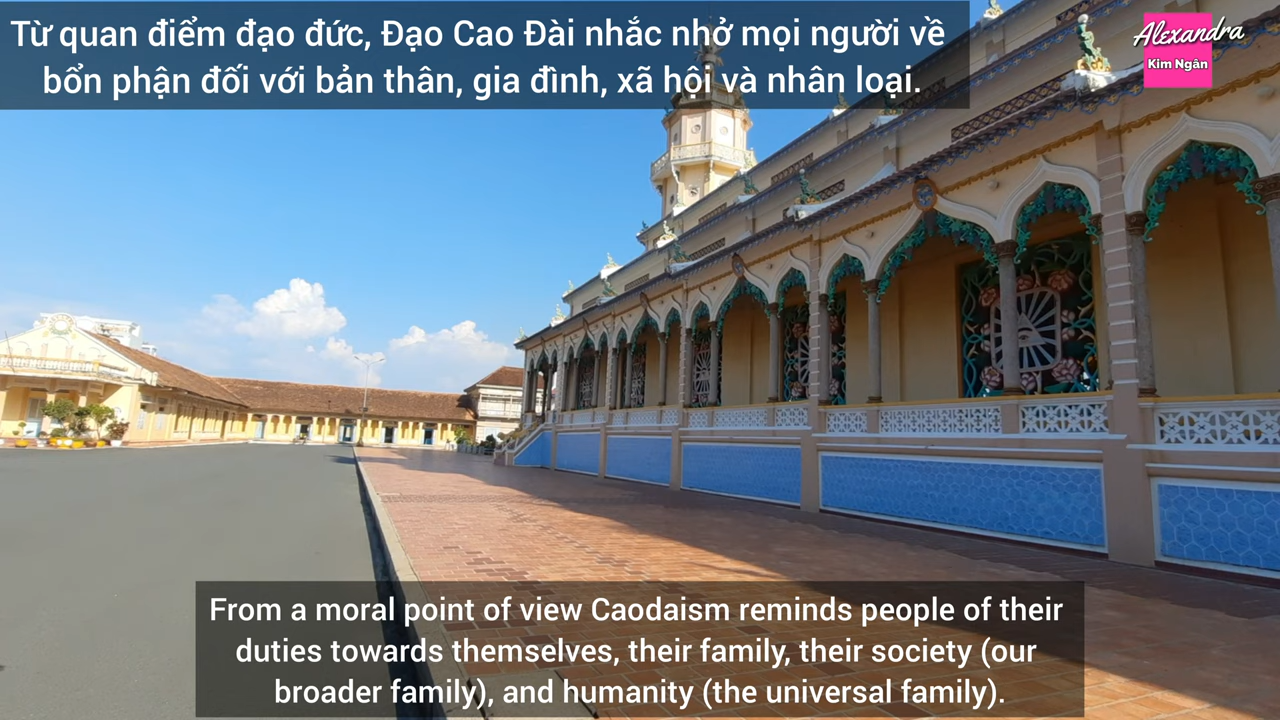 Từ quan điểm đạo đức, Đạo Cao Đài nhắc nhở mọi người về
bổn phận đối với bản thân, gia đình, xã hội và nhân loại.
Alexandra
Kim Ngân
From a moral point of view Caodaism reminds people of their
duties towards themselves, their family, their society (our
broader family), and humanity (the universal family).